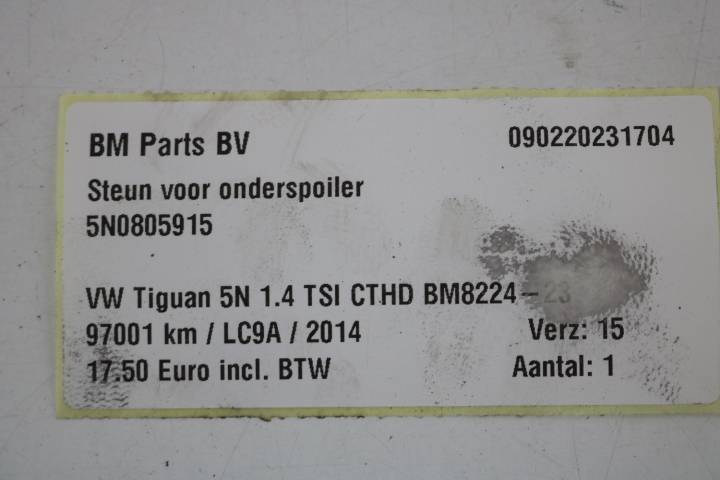 BM Parts BV 090220231704
Steun voor onderspoiler
5N0805915
VW Tiguan 5N 1.4 TSI CTHD BM8224-23
97001 km / LC9A / 2014 Verz: 15
17.50 Euro incl. BTW Aantal: 1